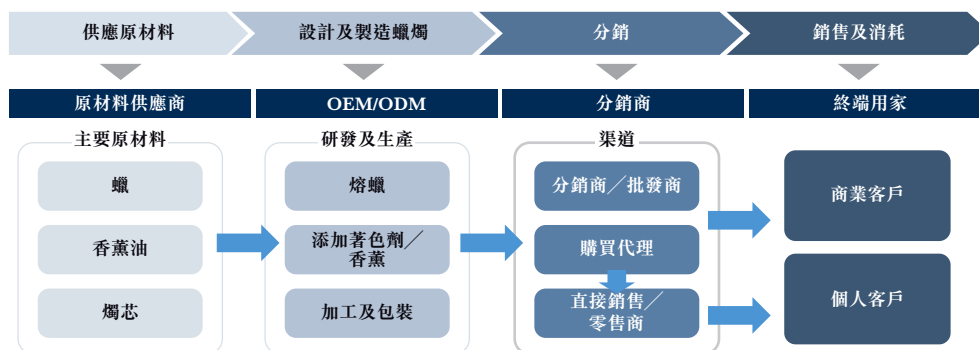 供應原材料
設計及製造蠟燭
分銷
銷售及消耗
原材料供應商
OEM/ODM
分銷商
終端用家
主要原材料
蠟
香薰油
燭芯
研發及生產
熔蠟
添加著色劑／
香薰
加工及包裝
渠道
分銷商／批發商
購買代理
直接銷售／
零售商
商業客戶
個人客戶